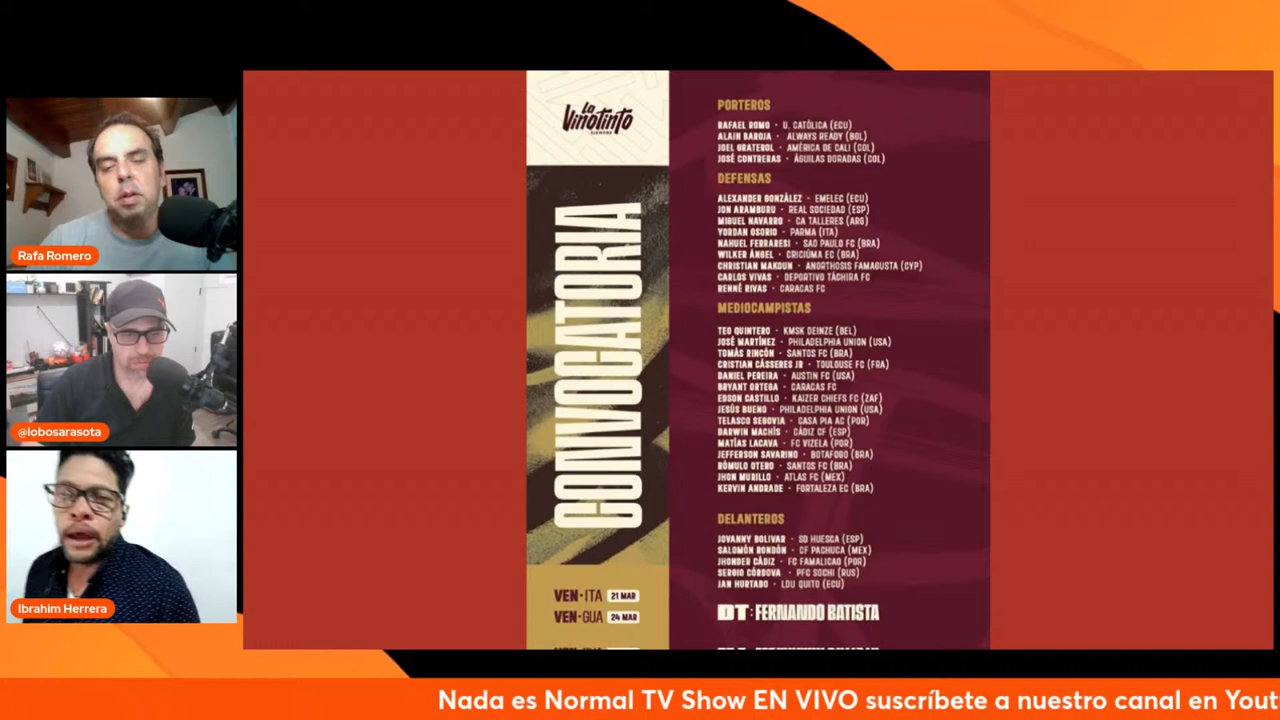 Rafa Romero
@lobosarasota
Ibrahim Herrera
La
Vinotinto
SIEMPRE
CONVOCATORIA
VEN·ITA 21 MAR
VEN·GUA 24 MAR
PORTEROS
RAFAEL ROMO · U. CATÓLICA (ECU)
ALAIN BAROJA · ALWAYS READY (BOL)
JOEL GRATEROL · AMÉRICA DE CALI (COL)
JOSÉ CONTRERAS · ÁGUILAS DORADAS (COL)
DEFENSAS
ALEXANDER GONZÁLEZ · EMELEC (ECU)
JON ARAMBURU · REAL SOCIEDAD (ESP)
MIGUEL NAVARRO · CA TALLERES (ARG)
YORDAN OSORIO · PARMA (ITA)
NAHUEL FERRARESI · SAO PAULO FC (BRA)
WILKER ÁNGEL · CRICIÚMA EC (BRA)
CHRISTIAN MAKOUN · ANORTHOSIS FAMAGUSTA (CYP)
CARLOS VIVAS · DEPORTIVO TÁCHIRA FC
RENNÉ RIVAS · CARACAS FC
MEDIOCAMPISTAS
TEO QUINTERO · KMSK DEINZE (BEL)
JOSÉ MARTÍNEZ · PHILADELPHIA UNION (USA)
TOMÁS RINCÓN · SANTOS FC (BRA)
CRISTIAN CÁSSERES JR · TOULOUSE FC (FRA)
DANIEL PEREIRA · AUSTIN FC (USA)
BRYANT ORTEGA · CARACAS FC
EDSON CASTILLO · KAIZER CHIEFS FC (ZAF)
JESÚS BUENO · PHILADELPHIA UNION (USA)
TELASCO SEGOVIA · CASA PIA AC (POR)
DARWIN MACHÍS · CÁDIZ CF (ESP)
MATÍAS LACAVA · FC VIZELA (POR)
JEFFERSON SAVARINO · BOTAFOGO (BRA)
RÓMULO OTERO · SANTOS FC (BRA)
JHON MURILLO · ATLAS FC (MEX)
KERVIN ANDRADE · FORTALEZA EC (BRA)
DELANTEROS
JOVANNY BOLIVAR · SD HUESCA (ESP)
SALOMÓN RONDÓN · CF PACHUCA (MEX)
JHONDER CÁDIZ · FC FAMALICAO (POR)
SERGIO CÓRDOVA · PFC SOCHI (RUS)
JAN HURTADO · LDU QUITO (ECU)
DT: FERNANDO BATISTA
Nada es Normal TV Show EN VIVO suscríbete a nuestro canal en Yout